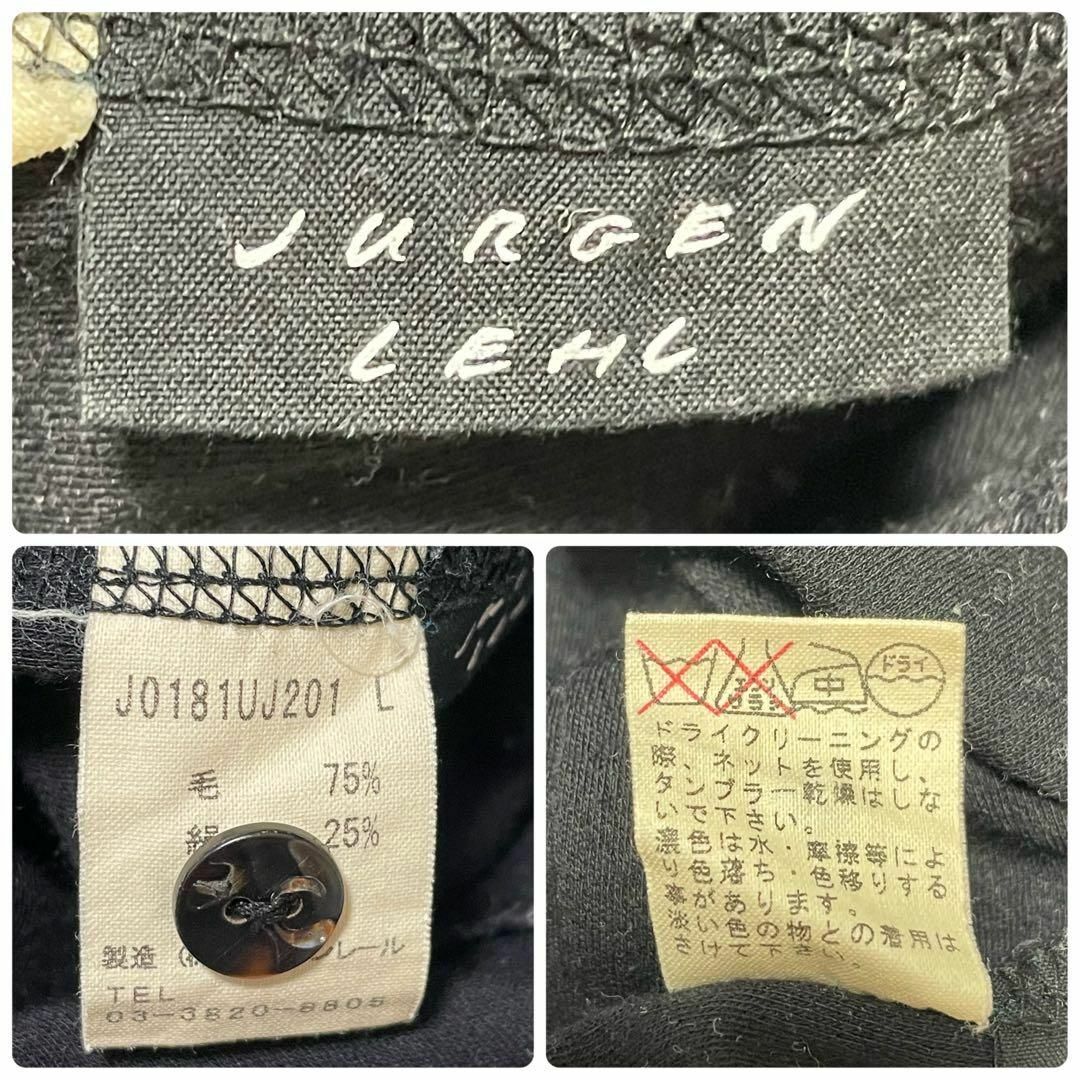 JURGEN
LEHL
J0181UJ201 L
毛 75%
絹 25%
製造 (株 レール
TEL
03-3820-8805
中 ドライ
ドライクリーニングの
際、ネットを使用し、
タンブラー乾燥はしな
いで下さい。
濃色は水・摩擦等によ
り色落ち・色移りする
事があります。
淡い色の物との着用は
さけて下さい。